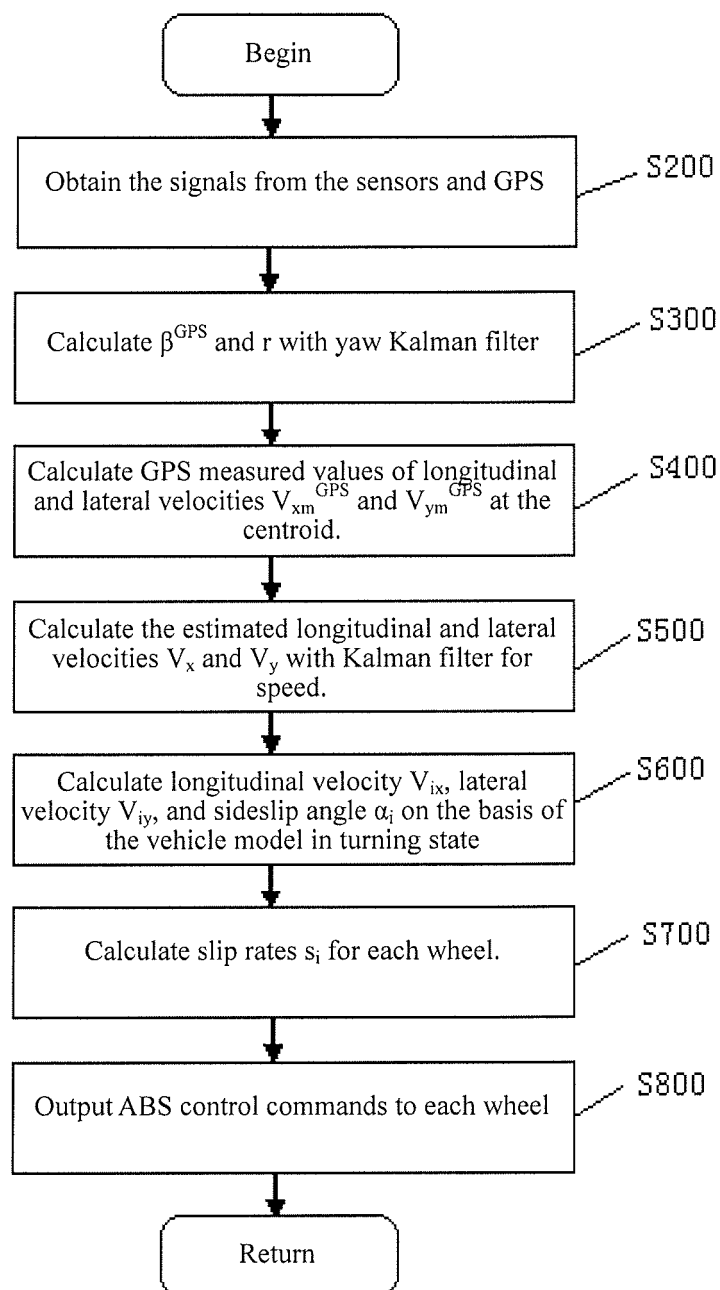 Begin
Obtain the signals from the sensors and GPS
S200
Calculate β^GPS and r with yaw Kalman filter
S300
Calculate GPS measured values of longitudinal
and lateral velocities V_xm^GPS and V_ym^GPS at the
centroid.
S400
Calculate the estimated longitudinal and lateral
velocities V_x and V_y with Kalman filter for
speed.
S500
Calculate longitudinal velocity V_ix, lateral
velocity V_iy, and sideslip angle α_i on the basis of
the vehicle model in turning state
S600
Calculate slip rates s_i for each wheel.
S700
Output ABS control commands to each wheel
S800
Return